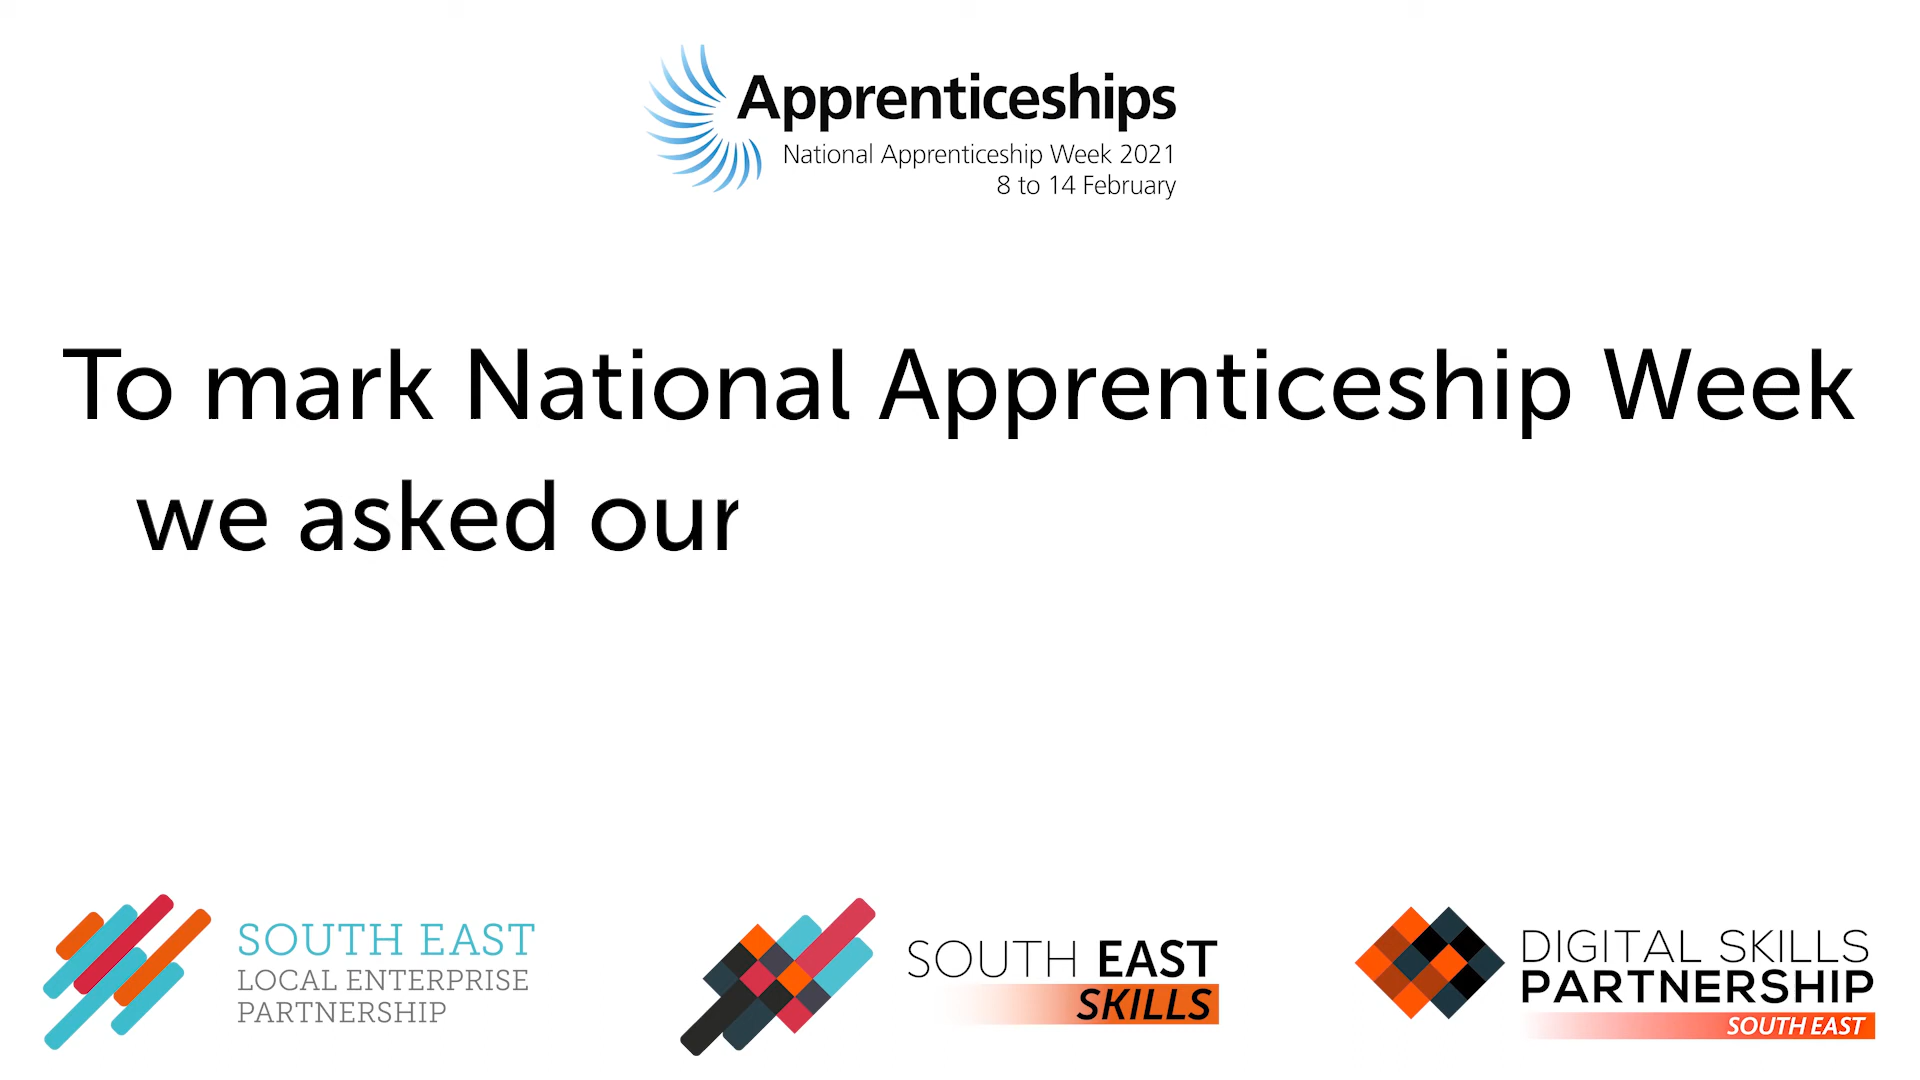 Apprenticeships
National Apprenticeship Week 2021
8 to 14 February
To mark National Apprenticeship Week
we asked our
SOUTH EAST
LOCAL ENTERPRISE
PARTNERSHIP
SOUTH EAST
SKILLS
DIGITAL SKILLS
PARTNERSHIP
SOUTH EAST